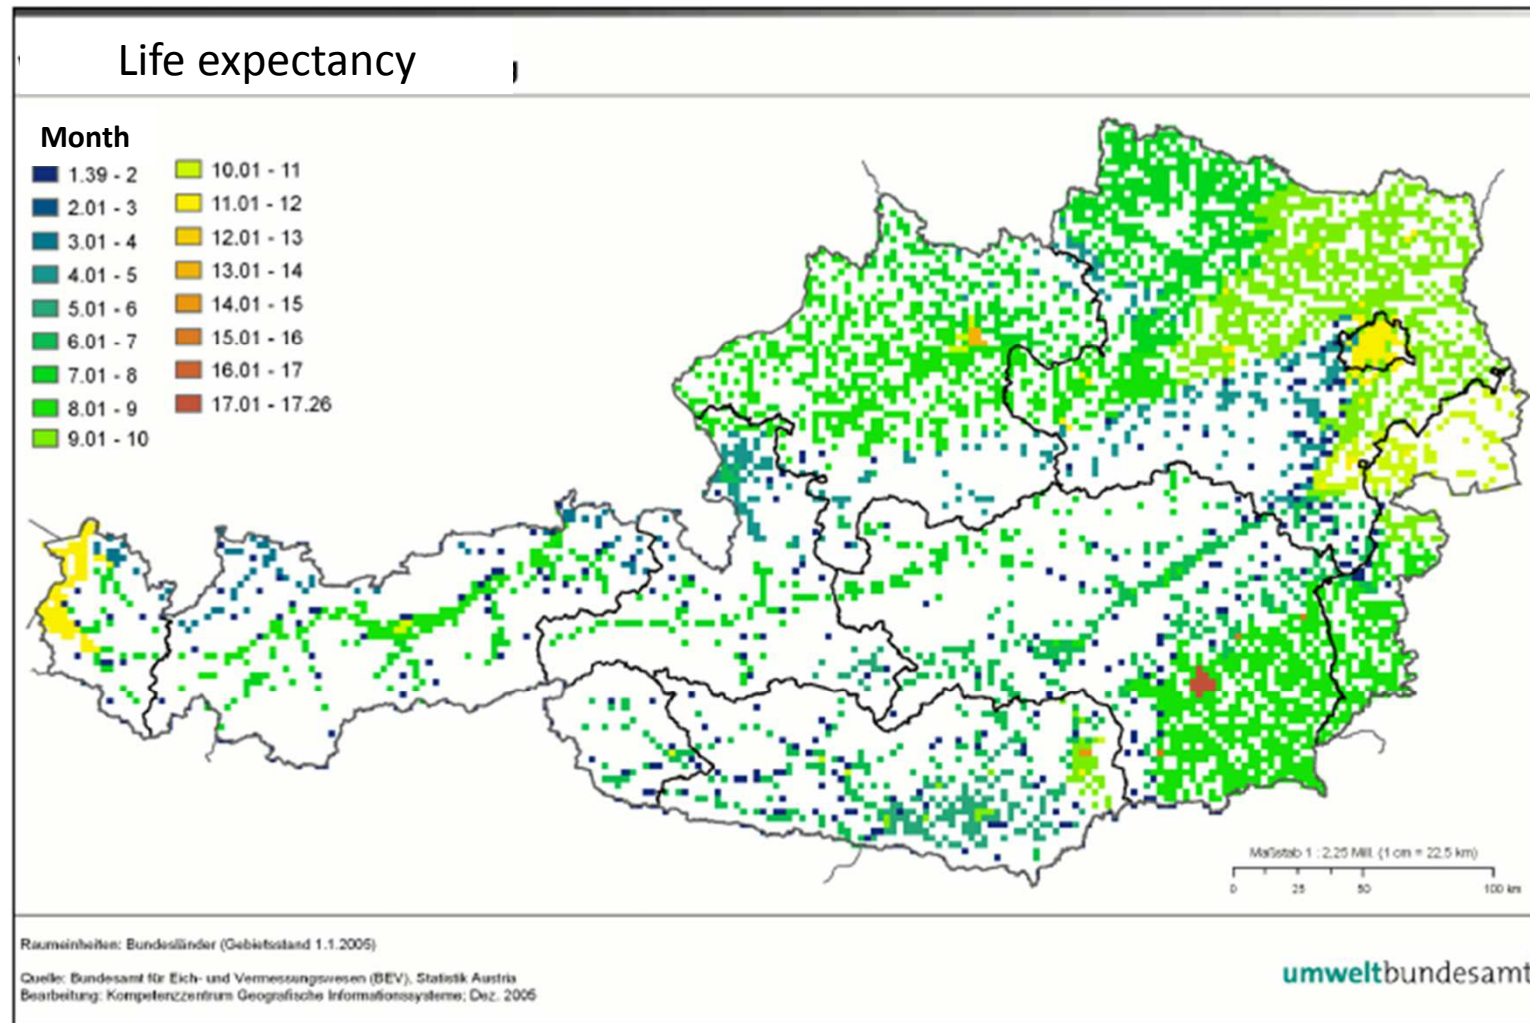 Life expectancy
Month
1.39 - 2
2.01 - 3
3.01 - 4
4.01 - 5
5.01 - 6
6.01 - 7
7.01 - 8
8.01 - 9
9.01 - 10
10.01 - 11
11.01 - 12
12.01 - 13
13.01 - 14
14.01 - 15
15.01 - 16
16.01 - 17
17.01 - 17.26
Maßstab 1 : 2,25 Mill. (1 cm = 22,5 km)
0 25 50 100 km
Raumeinheiten: Bundesländer (Gebietsstand 1.1.2005)
Quelle: Bundesamt für Eich- und Vermessungswesen (BEV), Statistik Austria
Bearbeitung: Kompetenzzentrum Geografische Informationssysteme; Dez. 2005
umweltbundesamt